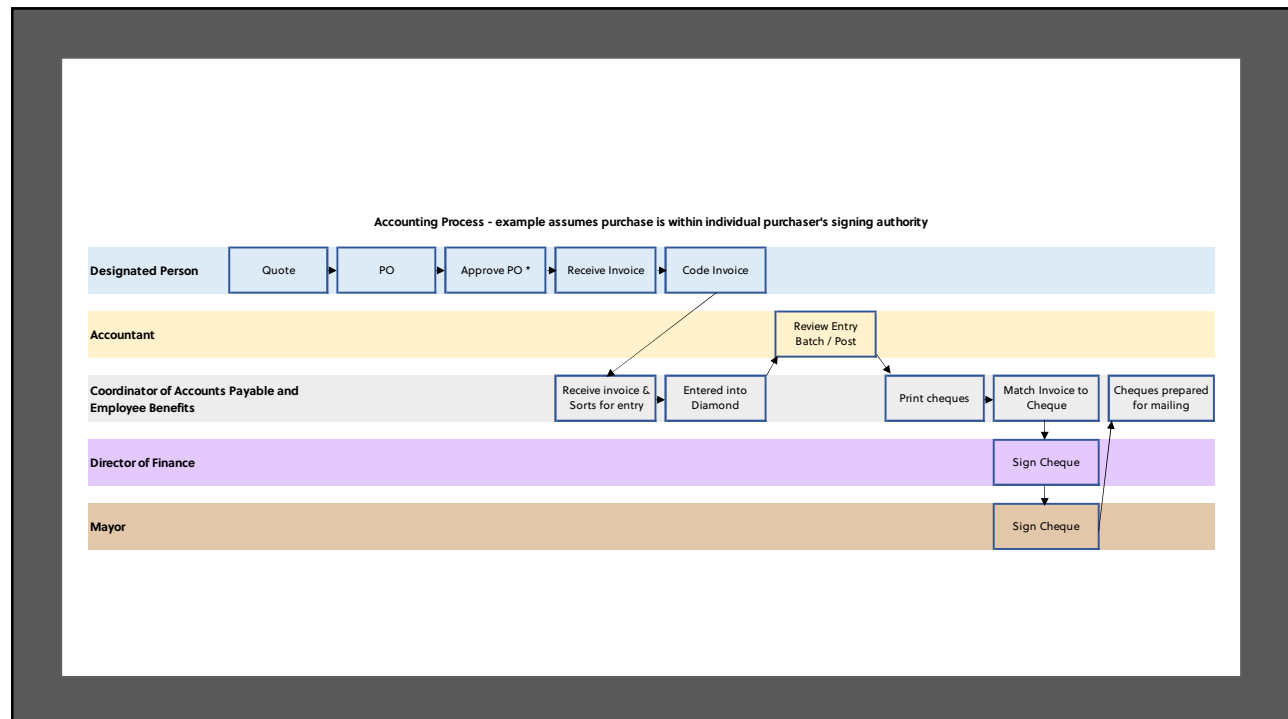 Accounting Process - example assumes purchase is within individual purchaser's signing authority
Designated Person
Quote
PO
Approve PO *
Receive Invoice
Code Invoice
Accountant
Review Entry
Batch / Post
Coordinator of Accounts Payable and
Employee Benefits
Receive invoice &
Sorts for entry
Entered into
Diamond
Print cheques
Match Invoice to
Cheque
Cheques prepared
for mailing
Director of Finance
Sign Cheque
Mayor
Sign Cheque